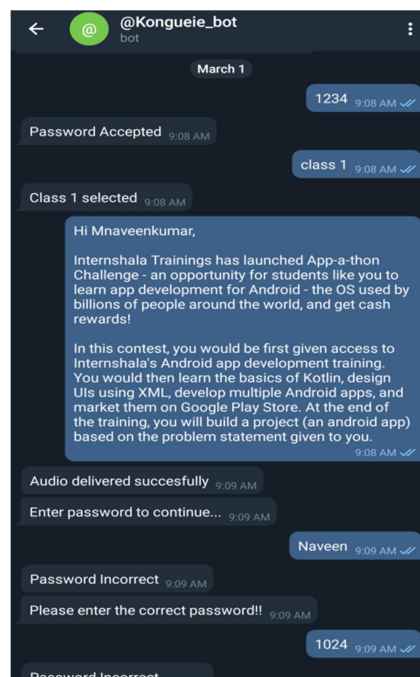 @Kongueie_bot
@
bot
March 1
1234 9:08 AM
Password Accepted 9:08 AM
class 1 9:08 AM
Class 1 selected 9:08 AM
Hi Mnaveenkumar,
Internshala Trainings has launched App-a-thon
Challenge - an opportunity for students like you to
learn app development for Android - the OS used by
billions of people around the world, and get cash
rewards!
In this contest, you would be first given access to
Internshala's Android app development training.
You would then learn the basics of Kotlin, design
UIs using XML, develop multiple Android apps, and
market them on Google Play Store. At the end of
the training, you will build a project (an android app)
based on the problem statement given to you.
9:08 AM
Audio delivered succesfully 9:09 AM
Enter password to continue... 9:09 AM
Naveen 9:09 AM
Password Incorrect 9:09 AM
Please enter the correct password!! 9:09 AM
1024 9:09 AM
Password Incorrect